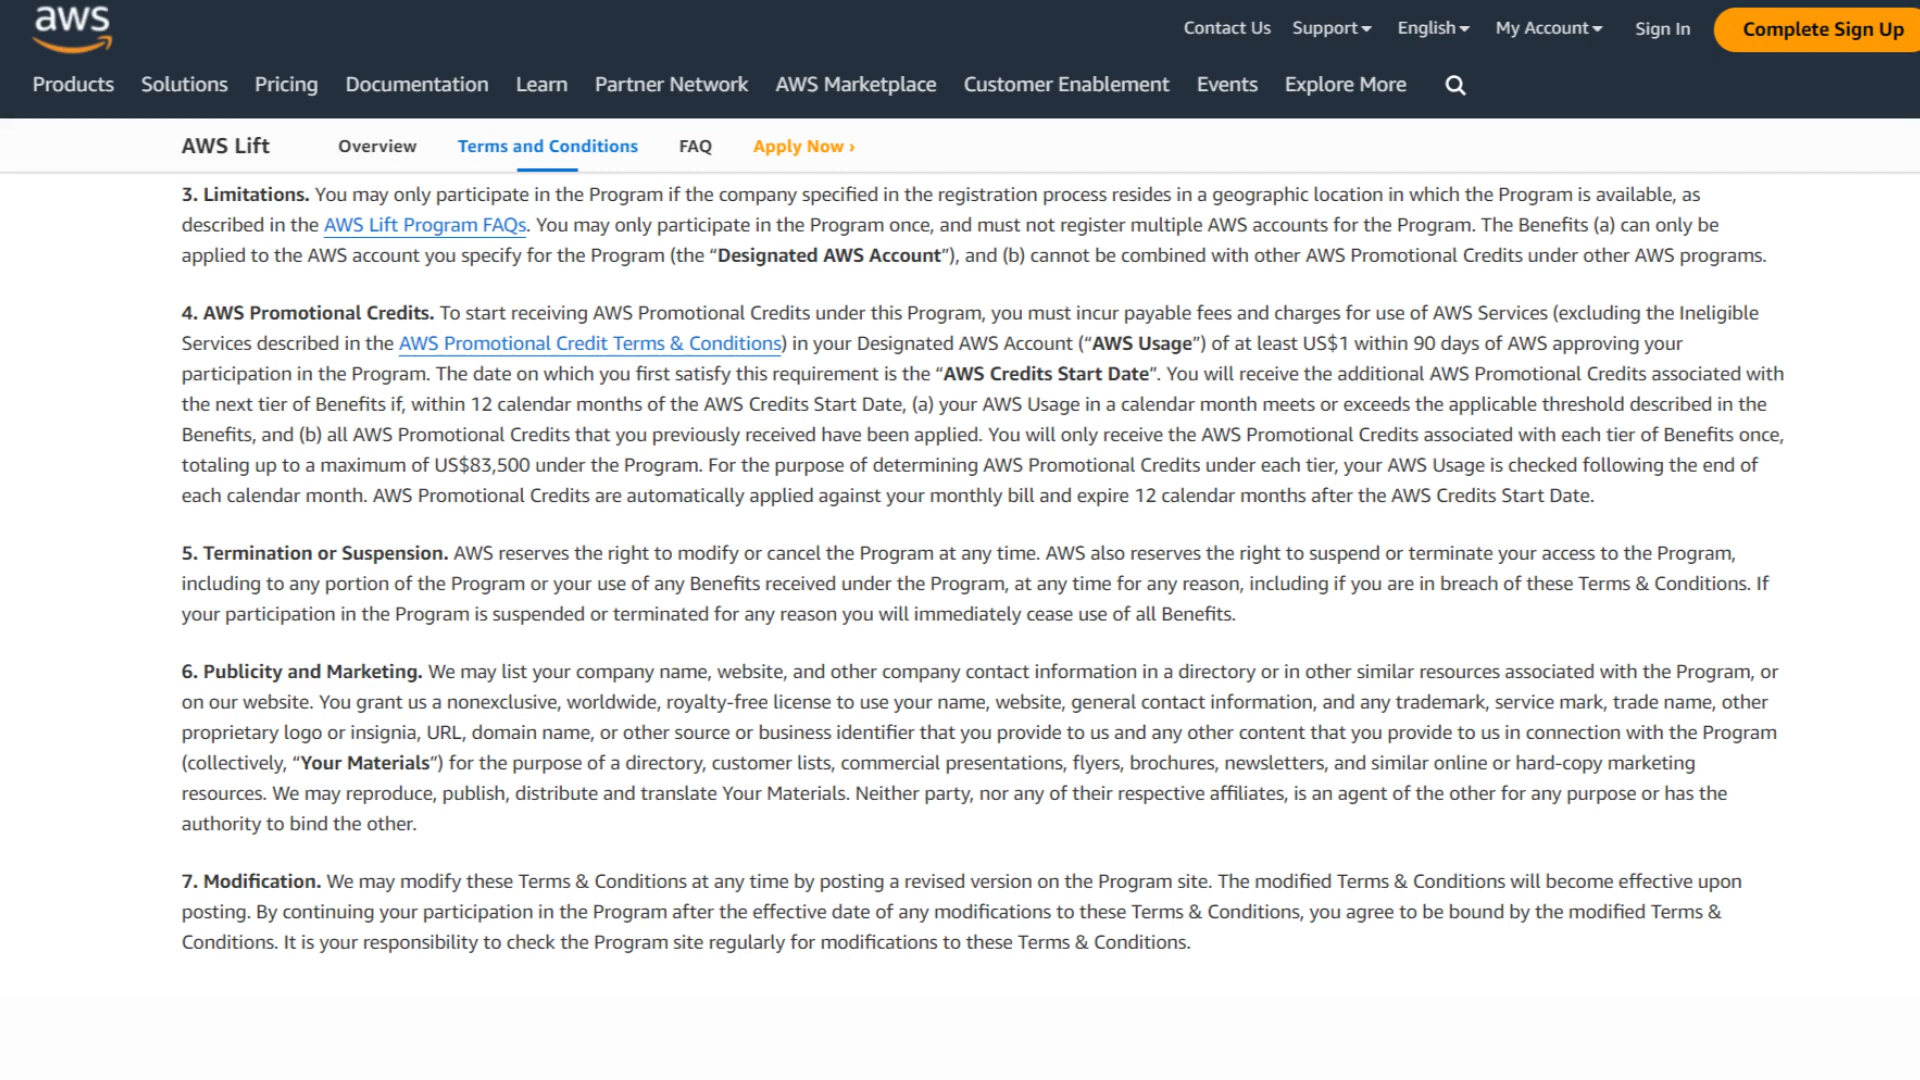 aws
Contact Us Support English My Account Sign In Complete Sign Up
Products Solutions Pricing Documentation Learn Partner Network AWS Marketplace Customer Enablement Events Explore More
AWS Lift Overview Terms and Conditions FAQ Apply Now ›
3. Limitations. You may only participate in the Program if the company specified in the registration process resides in a geographic location in which the Program is available, as
described in the AWS Lift Program FAQs. You may only participate in the Program once, and must not register multiple AWS accounts for the Program. The Benefits (a) can only be
applied to the AWS account you specify for the Program (the “Designated AWS Account”), and (b) cannot be combined with other AWS Promotional Credits under other AWS programs.
4. AWS Promotional Credits. To start receiving AWS Promotional Credits under this Program, you must incur payable fees and charges for use of AWS Services (excluding the Ineligible
Services described in the AWS Promotional Credit Terms & Conditions) in your Designated AWS Account (“AWS Usage”) of at least US$1 within 90 days of AWS approving your
participation in the Program. The date on which you first satisfy this requirement is the “AWS Credits Start Date”. You will receive the additional AWS Promotional Credits associated with
the next tier of Benefits if, within 12 calendar months of the AWS Credits Start Date, (a) your AWS Usage in a calendar month meets or exceeds the applicable threshold described in the
Benefits, and (b) all AWS Promotional Credits that you previously received have been applied. You will only receive the AWS Promotional Credits associated with each tier of Benefits once,
totaling up to a maximum of US$83,500 under the Program. For the purpose of determining AWS Promotional Credits under each tier, your AWS Usage is checked following the end of
each calendar month. AWS Promotional Credits are automatically applied against your monthly bill and expire 12 calendar months after the AWS Credits Start Date.
5. Termination or Suspension. AWS reserves the right to modify or cancel the Program at any time. AWS also reserves the right to suspend or terminate your access to the Program,
including to any portion of the Program or your use of any Benefits received under the Program, at any time for any reason, including if you are in breach of these Terms & Conditions. If
your participation in the Program is suspended or terminated for any reason you will immediately cease use of all Benefits.
6. Publicity and Marketing. We may list your company name, website, and other company contact information in a directory or in other similar resources associated with the Program, or
on our website. You grant us a nonexclusive, worldwide, royalty-free license to use your name, website, general contact information, and any trademark, service mark, trade name, other
proprietary logo or insignia, URL, domain name, or other source or business identifier that you provide to us and any other content that you provide to us in connection with the Program
(collectively, “Your Materials”) for the purpose of a directory, customer lists, commercial presentations, flyers, brochures, newsletters, and similar online or hard-copy marketing
resources. We may reproduce, publish, distribute and translate Your Materials. Neither party, nor any of their respective affiliates, is an agent of the other for any purpose or has the
authority to bind the other.
7. Modification. We may modify these Terms & Conditions at any time by posting a revised version on the Program site. The modified Terms & Conditions will become effective upon
posting. By continuing your participation in the Program after the effective date of any modifications to these Terms & Conditions, you agree to be bound by the modified Terms &
Conditions. It is your responsibility to check the Program site regularly for modifications to these Terms & Conditions.